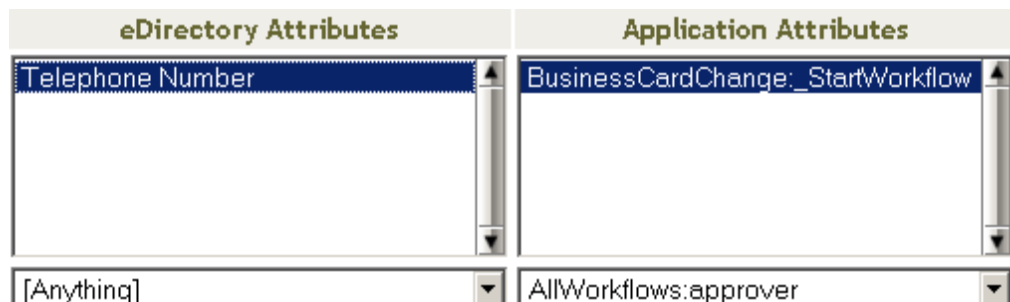 eDirectory Attributes Application Attributes
Telephone Number BusinessCardChange:_StartWorkflow
[Anything] AllWorkflows:approver